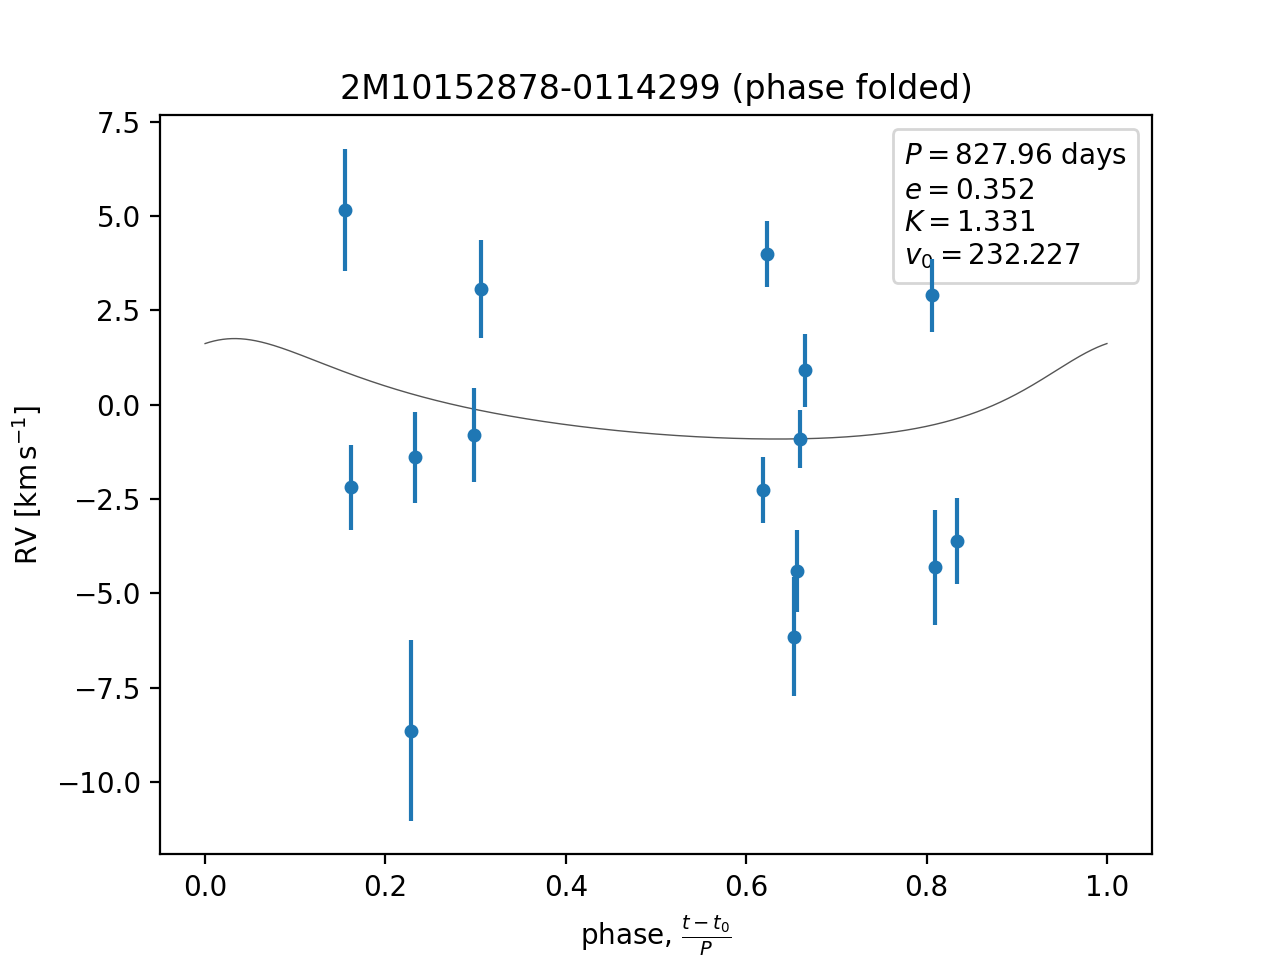 2M10152878-0114299 (phase folded)
P = 827.96 days
e = 0.352
K = 1.331
v₀ = 232.227
RV [km s⁻¹]
7.5
5.0
2.5
0.0
−2.5
−5.0
−7.5
−10.0
0.0 0.2 0.4 0.6 0.8 1.0
phase, (t − t₀)/P